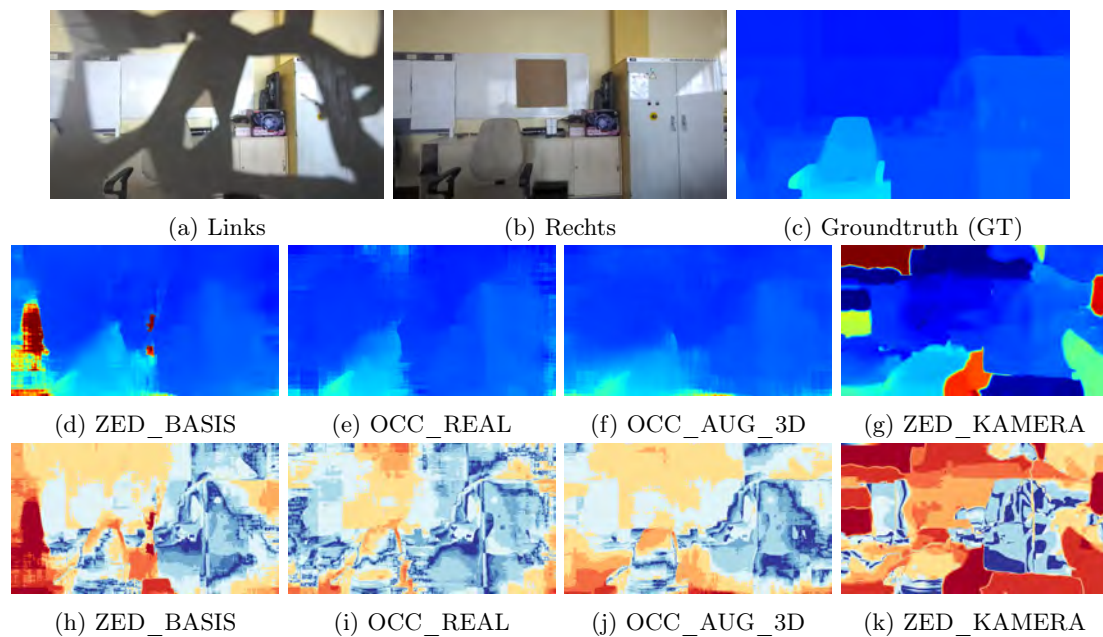 (a) Links (b) Rechts (c) Groundtruth (GT)
(d) ZED_BASIS (e) OCC_REAL (f) OCC_AUG_3D (g) ZED_KAMERA
(h) ZED_BASIS (i) OCC_REAL (j) OCC_AUG_3D (k) ZED_KAMERA